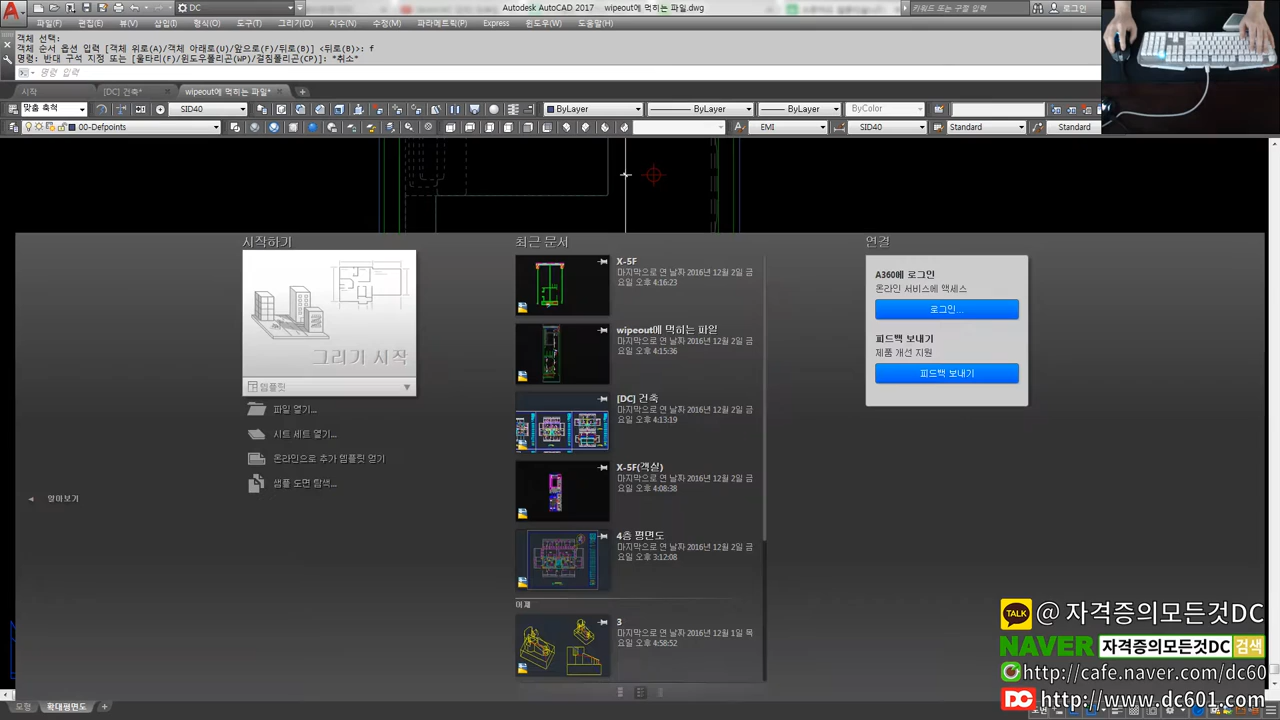 DC
Autodesk AutoCAD 2017 wipeout에 먹히는 파일.dwg
키워드 또는 구문 입력
로그인
파일(F) 편집(E) 뷰(V) 삽입(I) 형식(O) 도구(T) 그리기(D) 치수(N) 수정(M) 파라메트릭(P) Express 윈도우(W) 도움말(H)
객체 선택:
객체 순서 옵션 입력 [객체 위로(A)/객체 아래로(U)/앞으로(F)/뒤로(B)] <뒤로(B)>: f
명령: 반대 구석 지정 또는 [울타리(F)/윈도우폴리곤(WP)/걸침폴리곤(CP)]: *취소*
명령 입력
시작 [DC] 건축* wipeout에 먹히는 파일* +
맞춤 축척 SID40 ByLayer ByLayer ByLayer ByColor
00-Defpoints EMI SID40 Standard Standard
시작하기
그리기 시작
템플릿
파일 열기...
시트 세트 열기...
온라인으로 추가 템플릿 얻기
샘플 도면 탐색...
알아보기
최근 문서
X-5F
마지막으로 연 날짜 2016년 12월 2일 금
요일 오후 4:16:23
wipeout에 먹히는 파일
마지막으로 연 날짜 2016년 12월 2일 금
요일 오후 4:15:36
[DC] 건축
마지막으로 연 날짜 2016년 12월 2일 금
요일 오후 4:13:19
X-5F(객실)
마지막으로 연 날짜 2016년 12월 2일 금
요일 오후 4:08:38
4층 평면도
마지막으로 연 날짜 2016년 12월 2일 금
요일 오후 3:12:08
어제
3
마지막으로 연 날짜 2016년 12월 1일 목
요일 오후 4:58:52
연결
A360에 로그인
온라인 서비스에 액세스
로그인...
피드백 보내기
제품 개선 지원
피드백 보내기
TALK @ 자격증의모든것DC
NAVER 자격증의모든것DC 검색
http://cafe.naver.com/dc60
DC http://www.dc601.com
모형 확대평면도 +